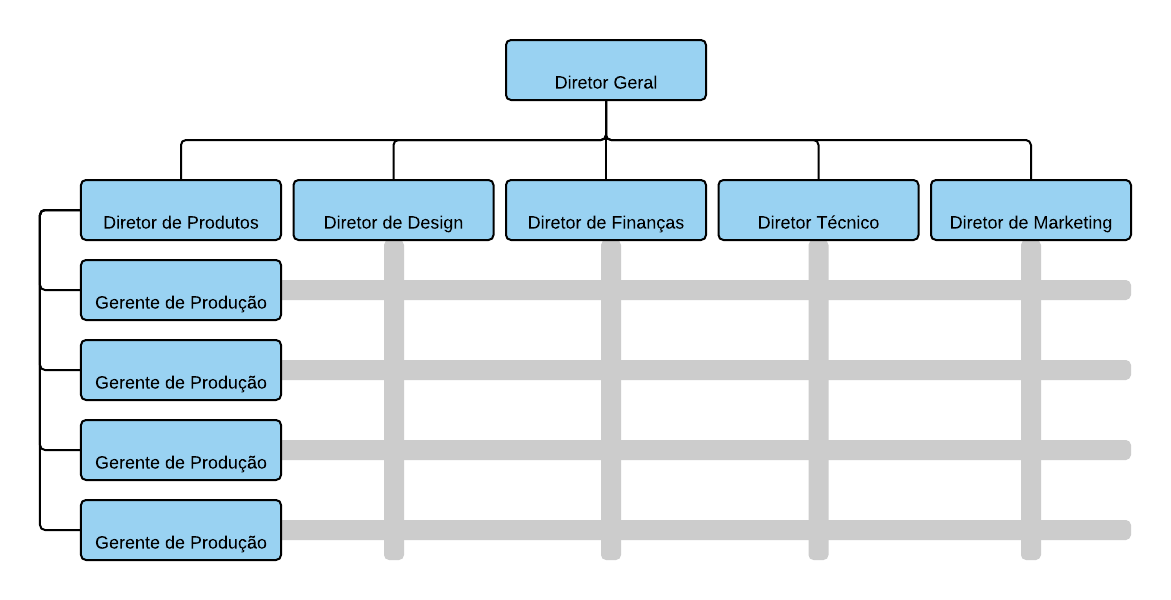 Diretor Geral
Diretor de Produtos
Diretor de Design
Diretor de Finanças
Diretor Técnico
Diretor de Marketing
Gerente de Produção
Gerente de Produção
Gerente de Produção
Gerente de Produção